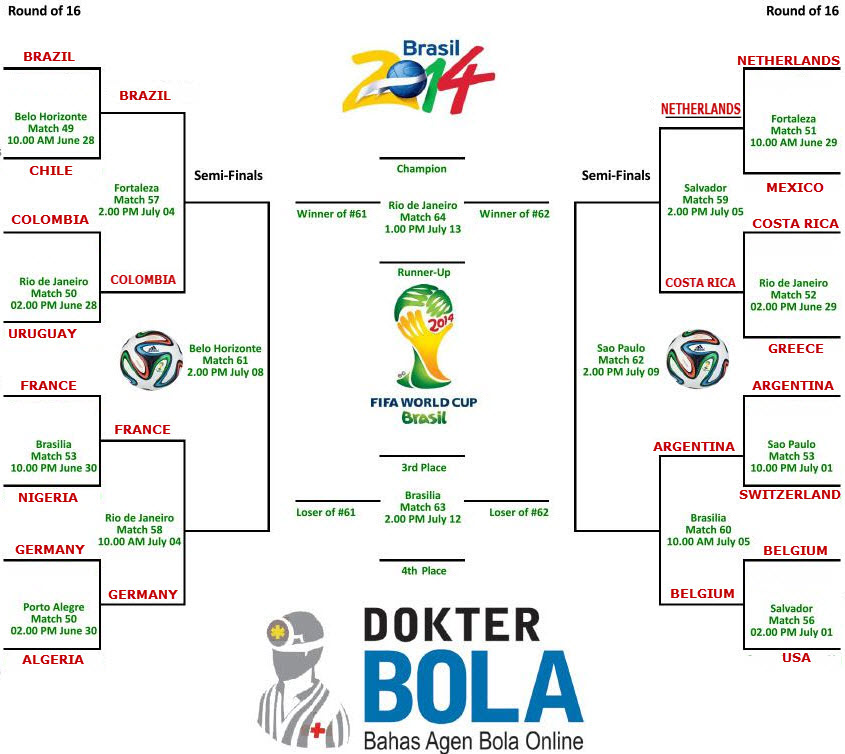 Round of 16
Round of 16
Brasil
2014
BRAZIL
Belo Horizonte
Match 49
10.00 AM June 28
CHILE
BRAZIL
Fortaleza
Match 57
2.00 PM July 04
COLOMBIA
COLOMBIA
Rio de Janeiro
Match 50
02.00 PM June 28
URUGUAY
Semi-Finals
Belo Horizonte
Match 61
2.00 PM July 08
FRANCE
Brasilia
Match 53
10.00 PM June 30
NIGERIA
FRANCE
Rio de Janeiro
Match 58
10.00 AM July 04
GERMANY
GERMANY
Porto Alegre
Match 50
02.00 PM June 30
ALGERIA
Champion
Winner of #61
Rio de Janeiro
Match 64
1.00 PM July 13
Winner of #62
Runner-Up
2014
FIFA WORLD CUP
Brasil
3rd Place
Loser of #61
Brasilia
Match 63
2.00 PM July 12
Loser of #62
4th Place
Semi-Finals
Sao Paulo
Match 62
2.00 PM July 09
NETHERLANDS
NETHERLANDS
Fortaleza
Match 51
10.00 AM June 29
MEXICO
Salvador
Match 59
2.00 PM July 05
COSTA RICA
COSTA RICA
Rio de Janeiro
Match 52
02.00 PM June 29
GREECE
ARGENTINA
ARGENTINA
Sao Paulo
Match 53
10.00 PM July 01
SWITZERLAND
Brasilia
Match 60
10.00 AM July 05
BELGIUM
BELGIUM
Salvador
Match 56
02.00 PM July 01
USA
DOKTER
BOLA
Bahas Agen Bola Online